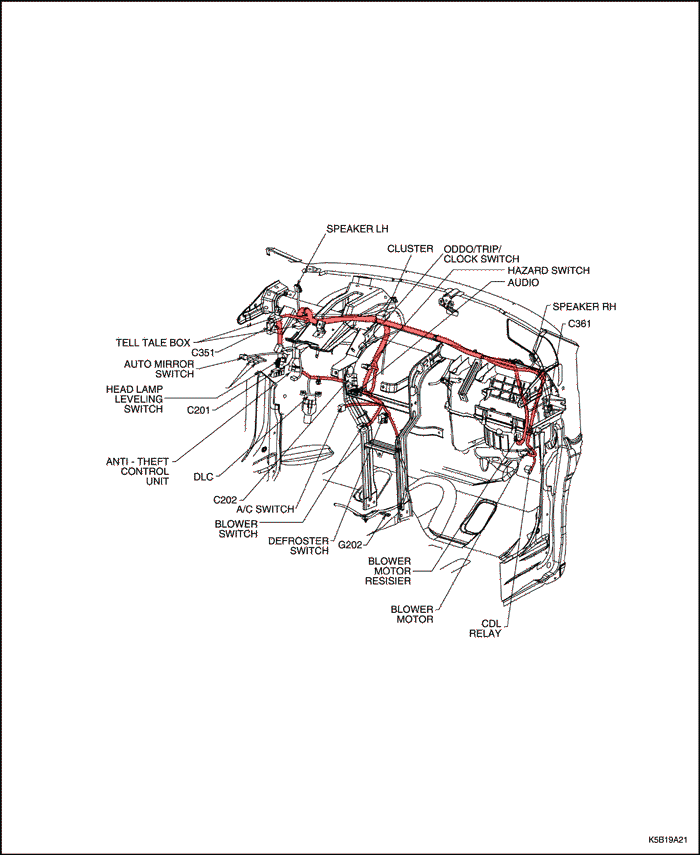 SPEAKER LH
CLUSTER
ODDO/TRIP/
CLOCK SWITCH
HAZARD SWITCH
AUDIO
SPEAKER RH
C361
TELL TALE BOX
C351
AUTO MIRROR
SWITCH
HEAD LAMP
LEVELING
SWITCH
C201
ANTI - THEFT
CONTROL
UNIT
DLC
C202
A/C SWITCH
BLOWER
SWITCH
DEFROSTER
SWITCH
G202
BLOWER
MOTOR
RESISIER
BLOWER
MOTOR
CDL
RELAY
K5B19A21